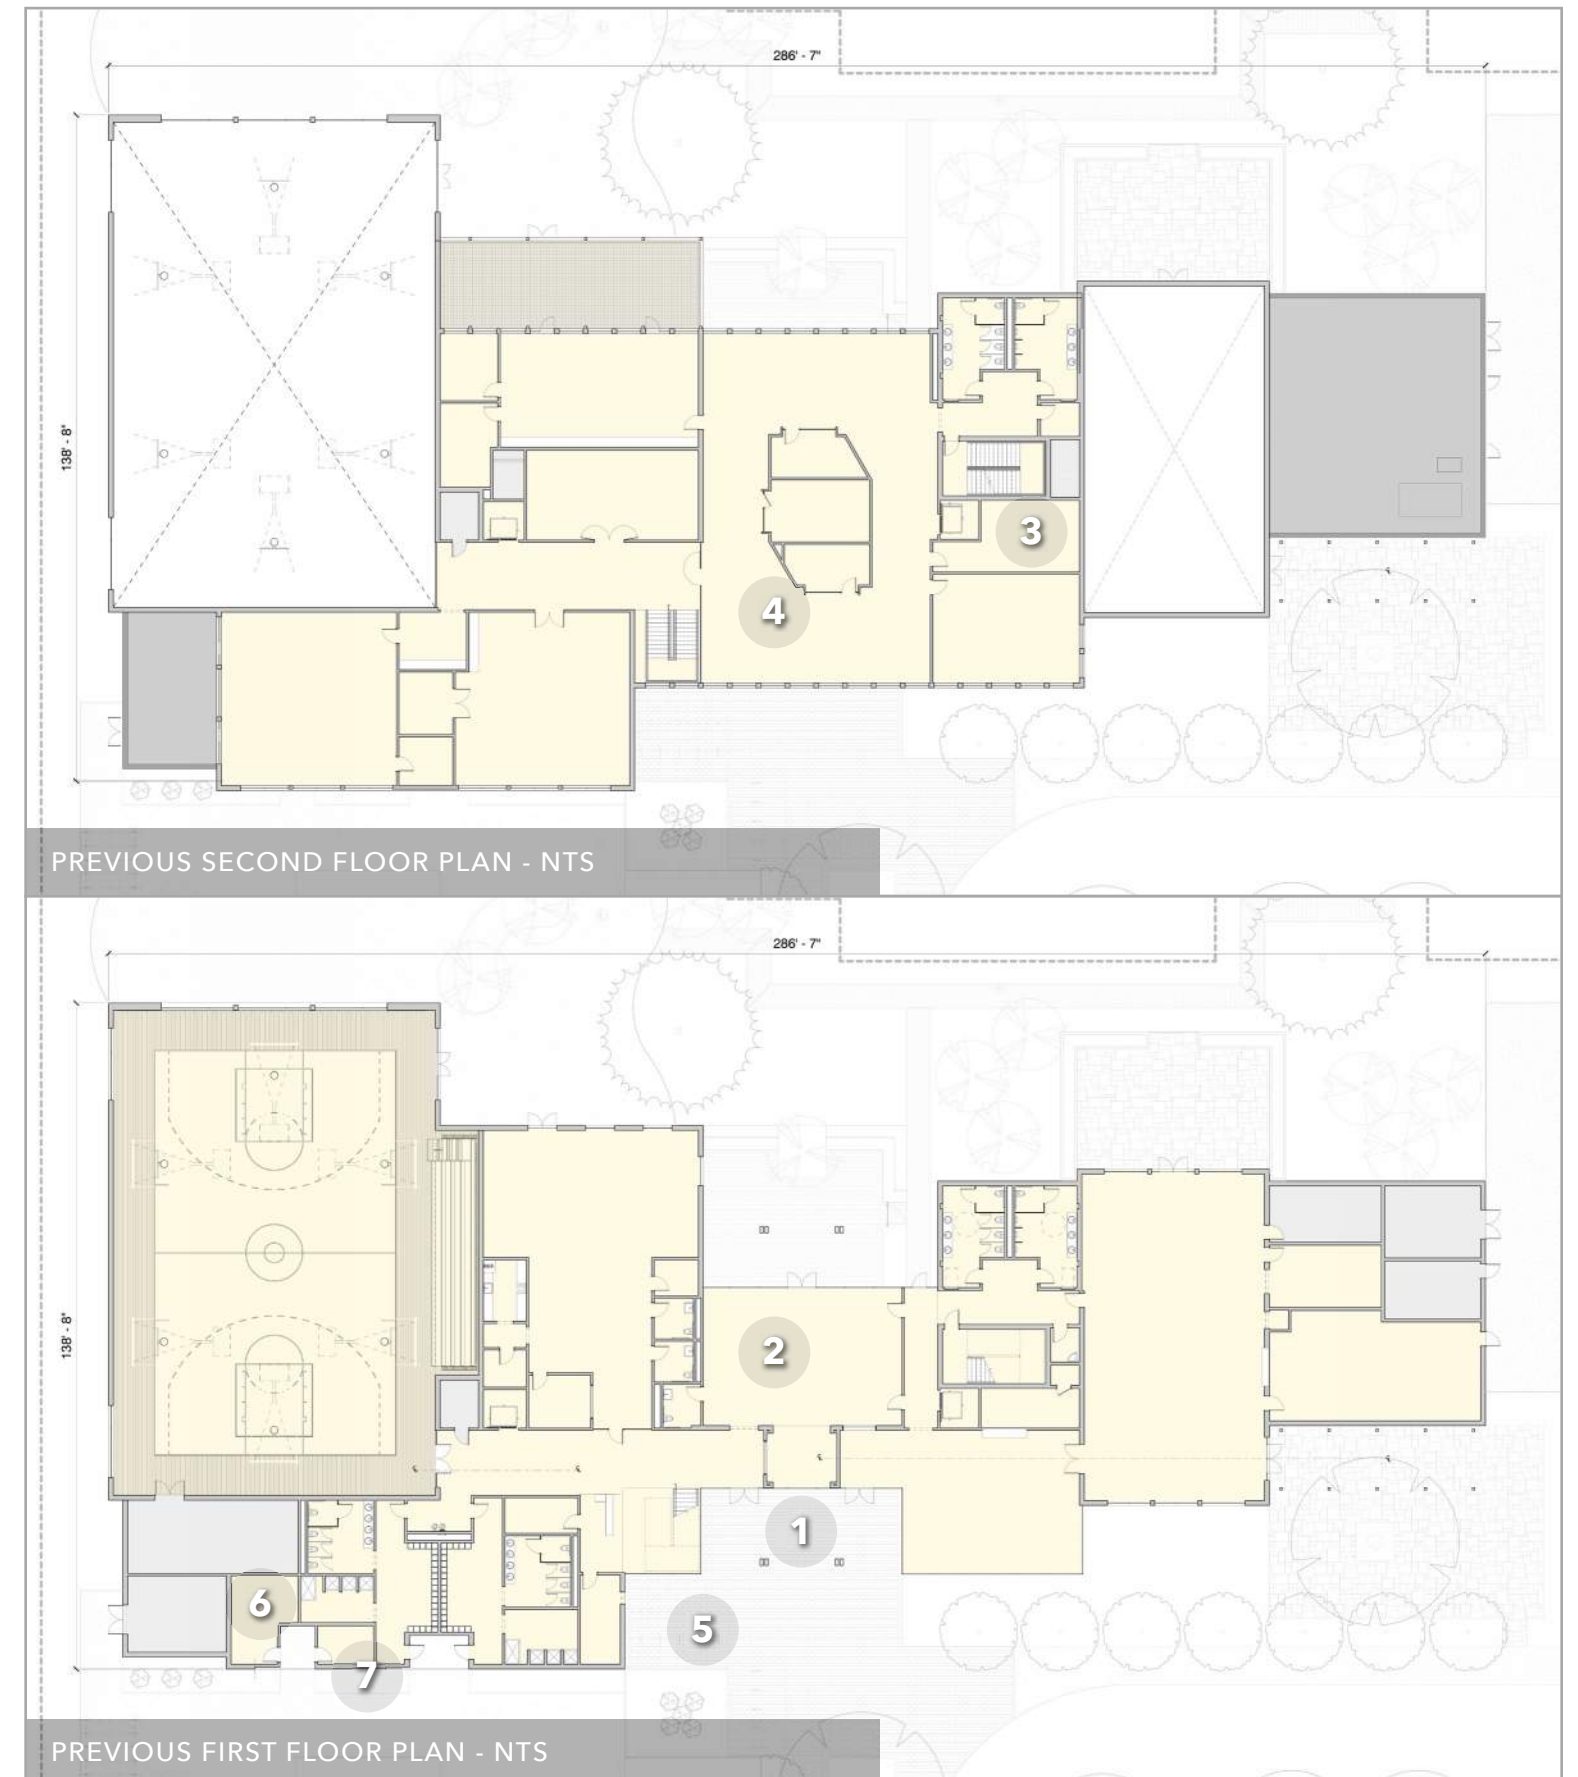 286' - 7"
138' - 8"
3
4
PREVIOUS SECOND FLOOR PLAN - NTS
286' - 7"
138' - 8"
2
1
6
5
7
PREVIOUS FIRST FLOOR PLAN - NTS